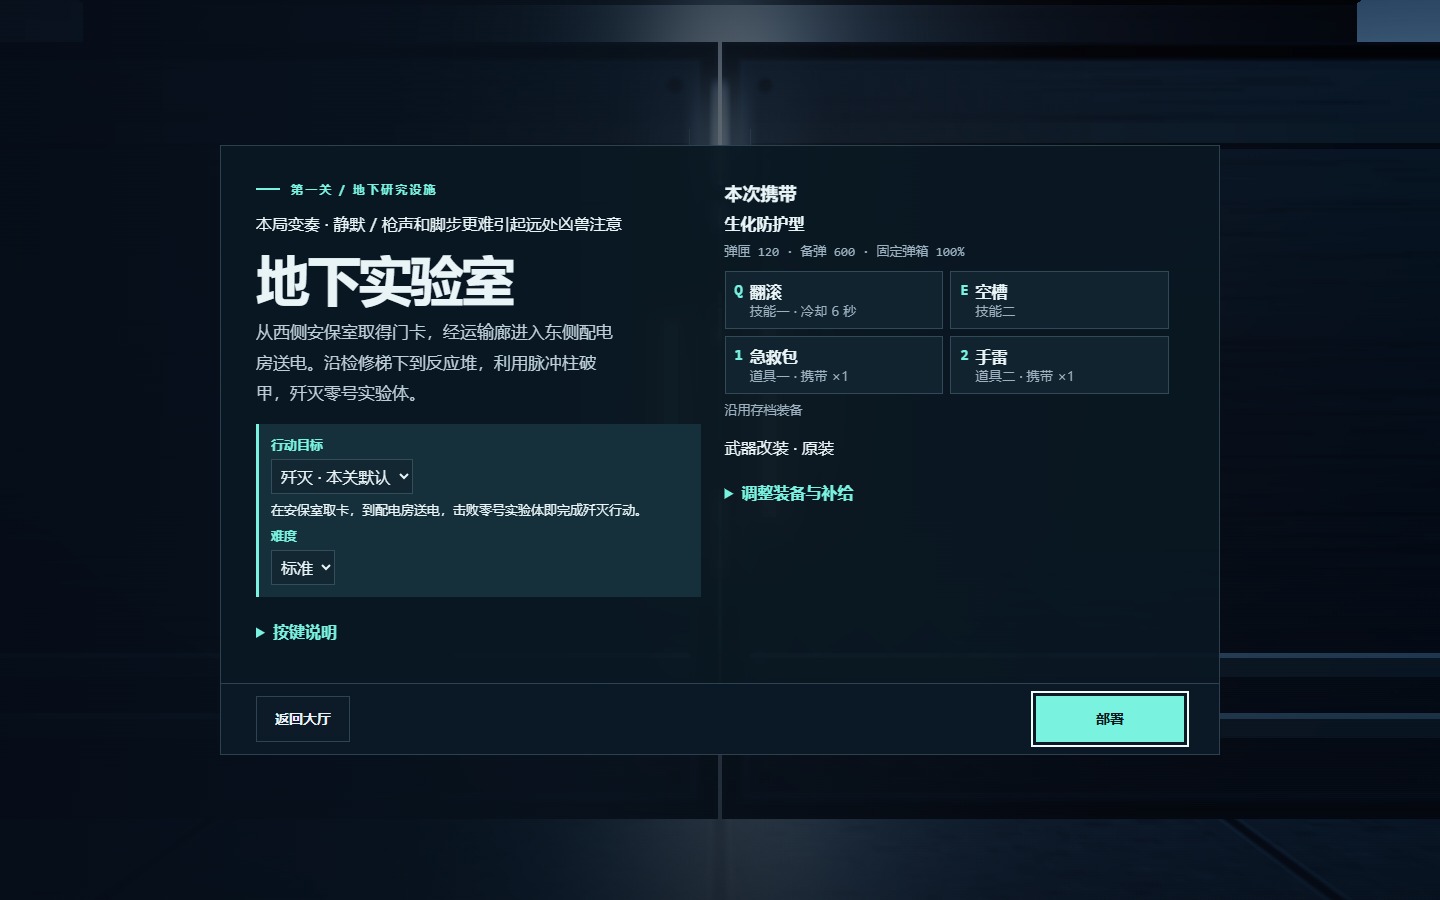 第一关 / 地下研究设施
本局变奏 · 静默 / 枪声和脚步更难引起远处凶兽注意
地下实验室
从西侧安保室取得门卡，经运输廊进入东侧配电
房送电。沿检修梯下到反应堆，利用脉冲柱破
甲，歼灭零号实验体。
行动目标
歼灭 · 本关默认
在安保室取卡，到配电房送电，击败零号实验体即完成歼灭行动。
难度
标准
按键说明
本次携带
生化防护型
弹匣 120 · 备弹 600 · 固定弹箱 100%
Q 翻滚
技能一 · 冷却 6 秒
E 空槽
技能二
1 急救包
道具一 · 携带 ×1
2 手雷
道具二 · 携带 ×1
沿用存档装备
武器改装 · 原装
调整装备与补给
返回大厅
部署